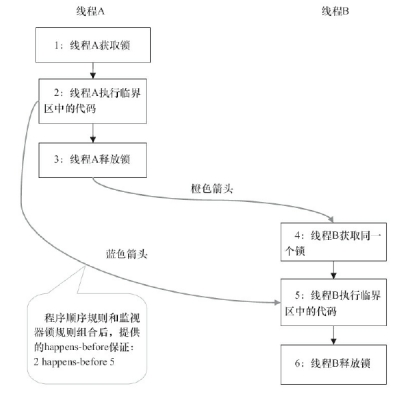 线程A
线程B
1：线程A获取锁
2：线程A执行临界
区中的代码
3：线程A释放锁
橙色箭头
4：线程B获取同一
个锁
蓝色箭头
5：线程B执行临界
区中的代码
程序顺序规则和监视
器锁规则组合后，提供
的happens-before保证：
2 happens-before 5
6：线程B释放锁